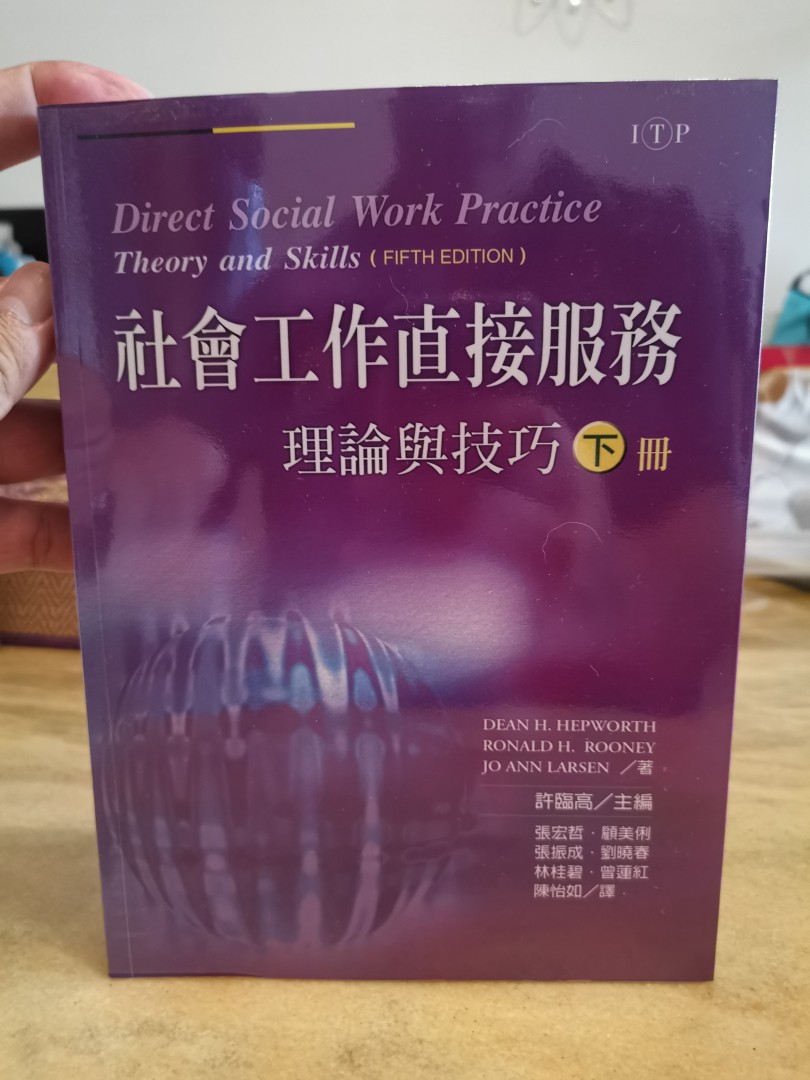 ITP
Direct Social Work Practice
Theory and Skills ( FIFTH EDITION )
社會工作直接服務
理論與技巧 下 冊
DEAN H. HEPWORTH
RONALD H. ROONEY
JO ANN LARSEN ／著
許臨高／主編
張宏哲．顧美俐
張振成．劉曉春
林桂碧．曾蓮紅
陳怡如／譯